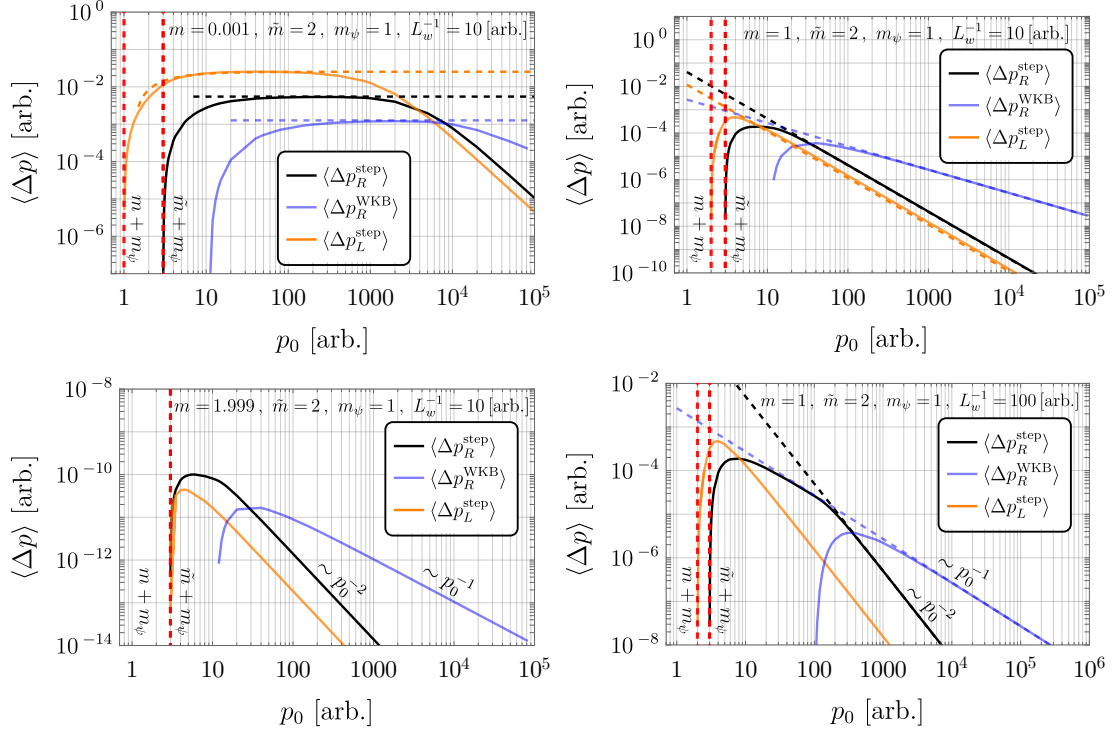 m = 0.001 ,  m̃ = 2 ,  m_ψ = 1 ,  L_w^{-1} = 10 [arb.]
⟨Δp⟩ [arb.]
10^0
10^{-2}
10^{-4}
10^{-6}
m + m_ψ
m̃ + m_ψ
⟨Δp_R^{step}⟩
⟨Δp_R^{WKB}⟩
⟨Δp_L^{step}⟩
1 10 100 1000 10^4 10^5
p_0 [arb.]
m = 1 ,  m̃ = 2 ,  m_ψ = 1 ,  L_w^{-1} = 10 [arb.]
⟨Δp⟩ [arb.]
10^0
10^{-2}
10^{-4}
10^{-6}
10^{-8}
10^{-10}
m + m_ψ
m̃ + m_ψ
⟨Δp_R^{step}⟩
⟨Δp_R^{WKB}⟩
⟨Δp_L^{step}⟩
1 10 100 1000 10^4 10^5
p_0 [arb.]
m = 1.999 ,  m̃ = 2 ,  m_ψ = 1 ,  L_w^{-1} = 10 [arb.]
⟨Δp⟩ [arb.]
10^{-8}
10^{-10}
10^{-12}
10^{-14}
m + m_ψ
m̃ + m_ψ
⟨Δp_R^{step}⟩
⟨Δp_R^{WKB}⟩
⟨Δp_L^{step}⟩
∼ p_0^{-2}
∼ p_0^{-1}
1 10 100 1000 10^4 10^5
p_0 [arb.]
m = 1 ,  m̃ = 2 ,  m_ψ = 1 ,  L_w^{-1} = 100 [arb.]
⟨Δp⟩ [arb.]
10^{-2}
10^{-4}
10^{-6}
10^{-8}
m + m_ψ
m̃ + m_ψ
⟨Δp_R^{step}⟩
⟨Δp_R^{WKB}⟩
⟨Δp_L^{step}⟩
∼ p_0^{-1}
∼ p_0^{-2}
1 10 100 1000 10^4 10^5 10^6
p_0 [arb.]